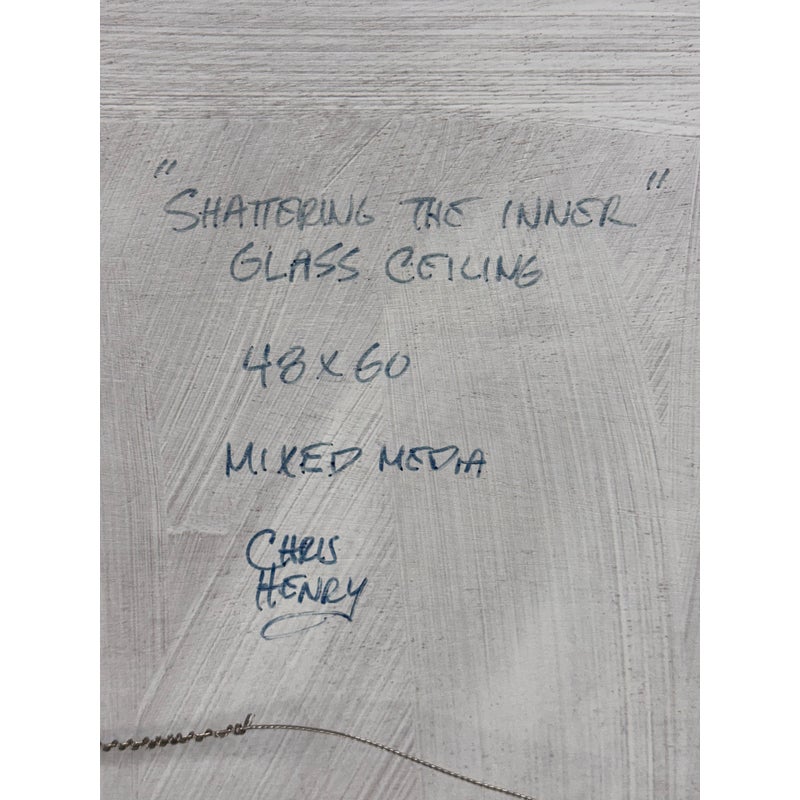 "SHATTERING THE INNER"
GLASS CEILING
48 x 60
MIXED MEDIA
CHRIS
HENRY